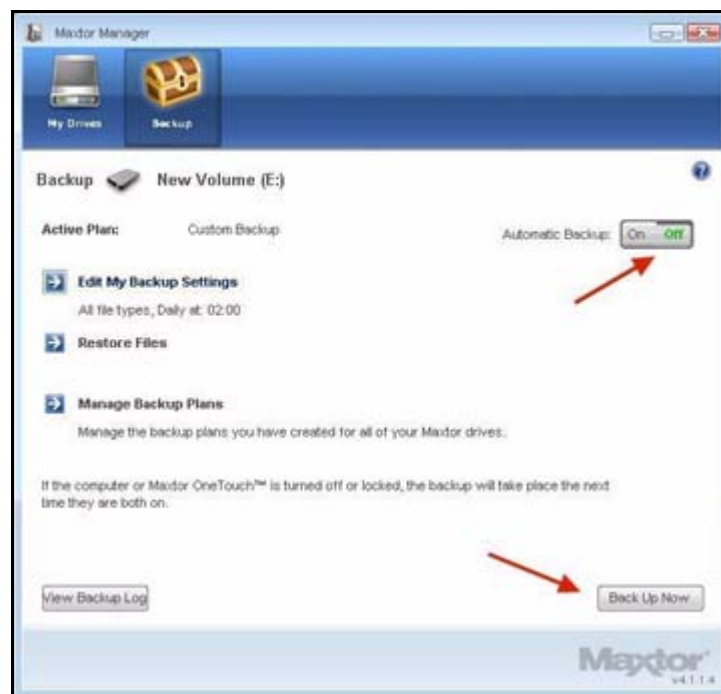 Maxtor Manager
My Drives
Backup
Backup New Volume (E:)
Active Plan: Custom Backup
Automatic Backup: On Off
Edit My Backup Settings
All file types, Daily at: 02:00
Restore Files
Manage Backup Plans
Manage the backup plans you have created for all of your Maxtor drives.
If the computer or Maxtor OneTouch™ is turned off or locked, the backup will take place the next
time they are both on.
View Backup Log
Back Up Now
Maxtor
v4.1.1.4